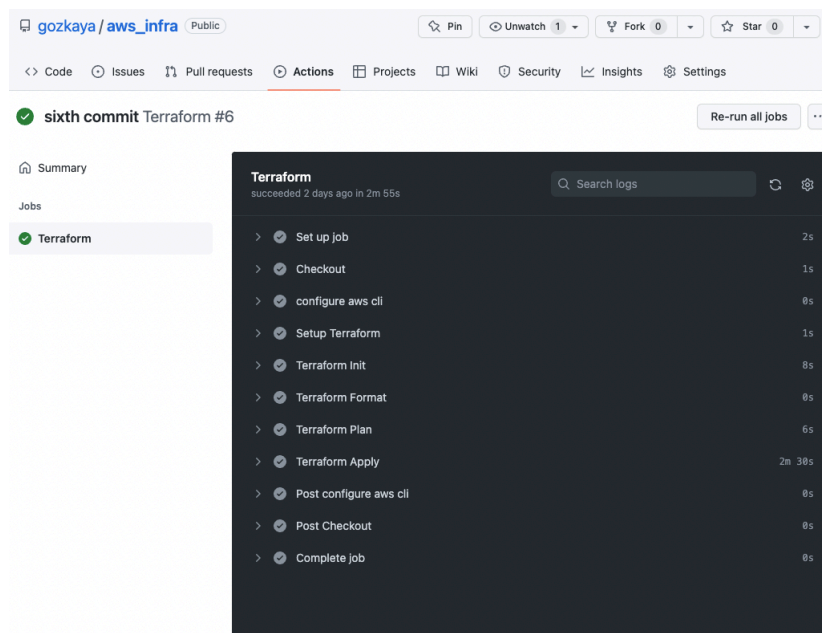 gozkaya / aws_infra Public Pin Unwatch 1 Fork 0 Star 0
Code Issues Pull requests Actions Projects Wiki Security Insights Settings
sixth commit Terraform #6 Re-run all jobs
Summary
Jobs
Terraform
Terraform
succeeded 2 days ago in 2m 55s
Search logs
Set up job 2s
Checkout 1s
configure aws cli 0s
Setup Terraform 1s
Terraform Init 8s
Terraform Format 0s
Terraform Plan 6s
Terraform Apply 2m 30s
Post configure aws cli 0s
Post Checkout 0s
Complete job 0s